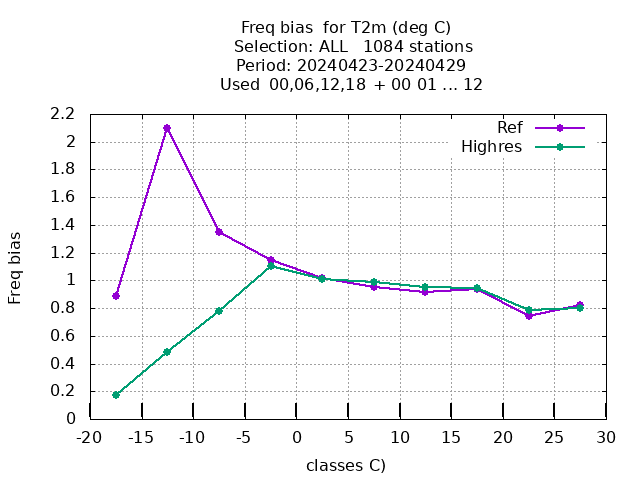 Freq bias for T2m (deg C)
Selection: ALL 1084 stations
Period: 20240423-20240429
Used 00,06,12,18 + 00 01 ... 12
Ref
Highres
Freq bias
2.2
2
1.8
1.6
1.4
1.2
1
0.8
0.6
0.4
0.2
0
-20 -15 -10 -5 0 5 10 15 20 25 30
classes C)